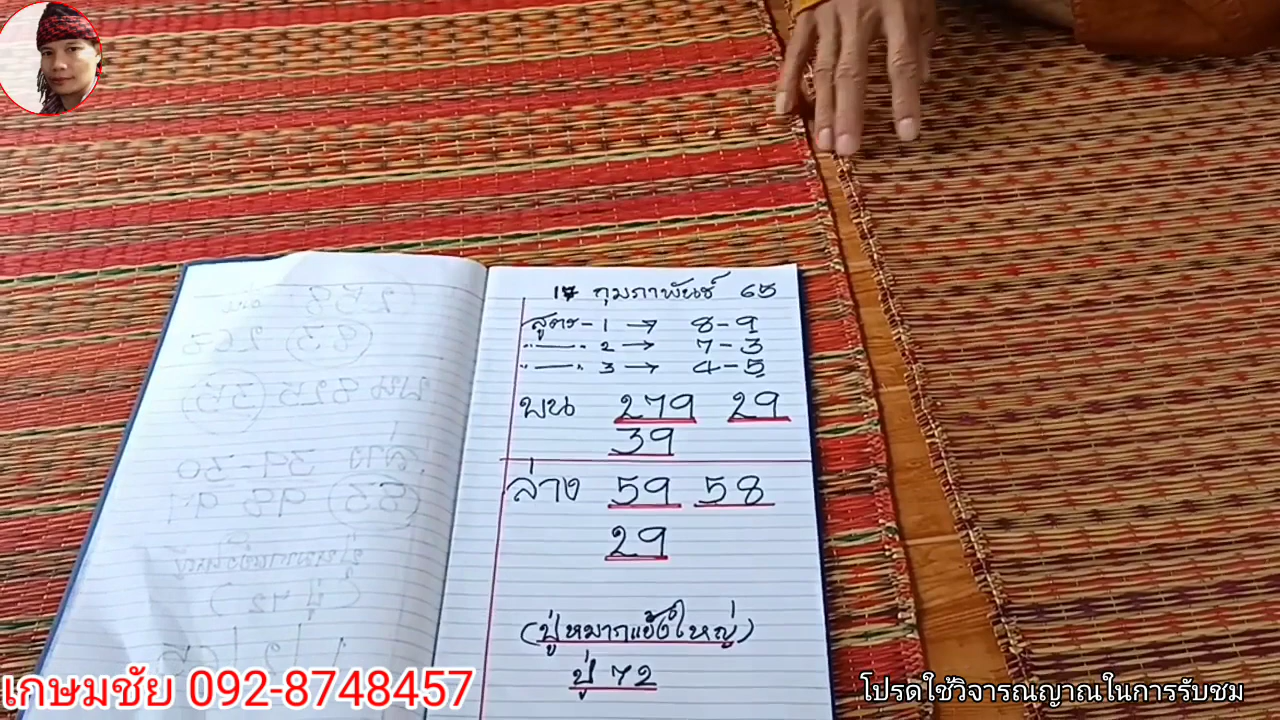 17 กุมภาพันธ์ 65
สูตร - 1 → 8-9
"——" 2 → 7-3
"——" 3 → 4-5
บน 279 29
39
ล่าง 59 58
29
(ปู่หมากแข้งใหญ่)
ปู่ 72
เกษมชัย 092-8748457
โปรดใช้วิจารณญาณในการรับชม